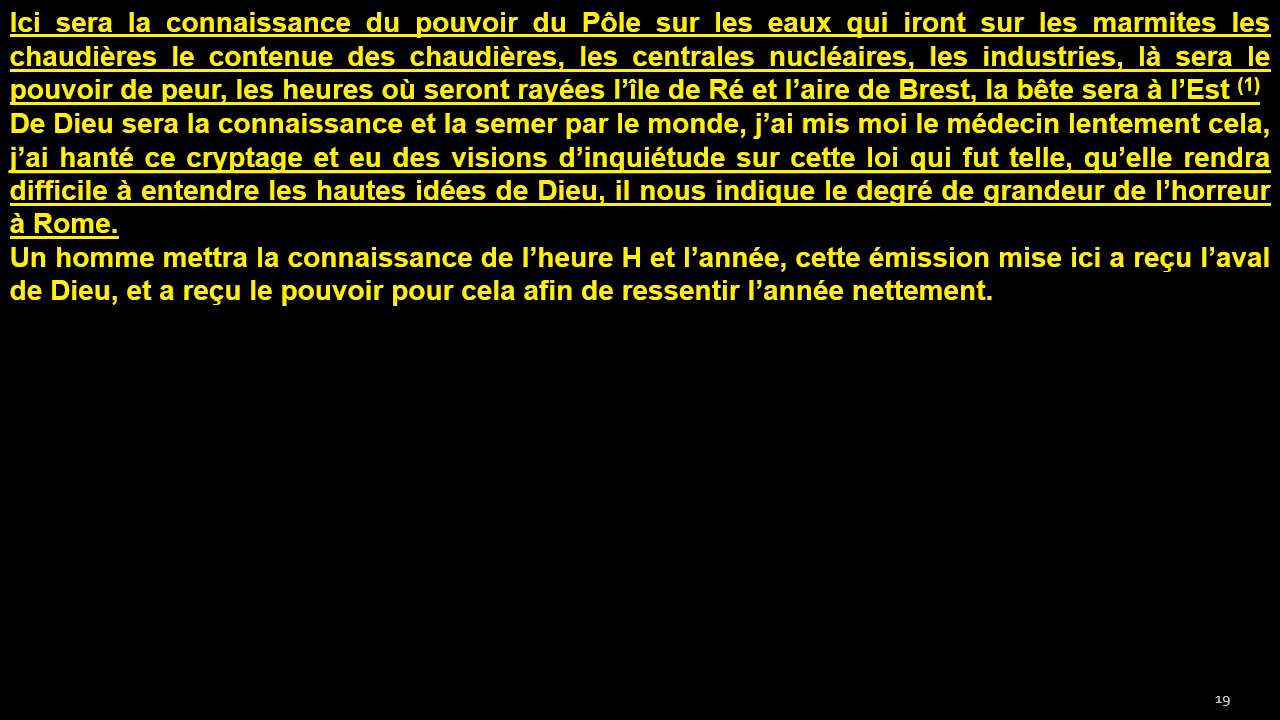 Ici sera la connaissance du pouvoir du Pôle sur les eaux qui iront sur les marmites les
chaudières le contenue des chaudières, les centrales nucléaires, les industries, là sera le
pouvoir de peur, les heures où seront rayées l’île de Ré et l’aire de Brest, la bête sera à l’Est (1)
De Dieu sera la connaissance et la semer par le monde, j’ai mis moi le médecin lentement cela,
j’ai hanté ce cryptage et eu des visions d’inquiétude sur cette loi qui fut telle, qu’elle rendra
difficile à entendre les hautes idées de Dieu, il nous indique le degré de grandeur de l’horreur
à Rome.
Un homme mettra la connaissance de l’heure H et l’année, cette émission mise ici a reçu l’aval
de Dieu, et a reçu le pouvoir pour cela afin de ressentir l’année nettement.
19